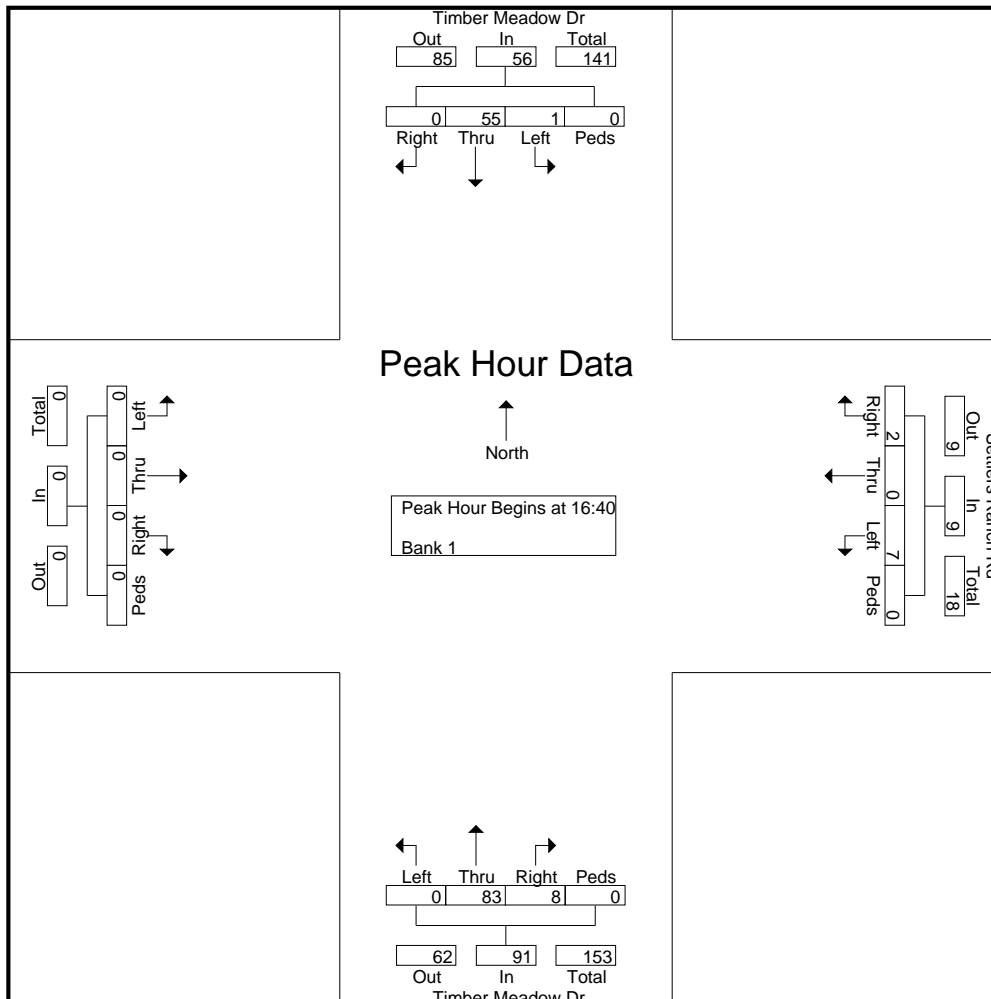 Timber Meadow Dr
Out In Total
85 56 141
0 55 1 0
Right Thru Left Peds
Peak Hour Data
North
Peak Hour Begins at 16:40
Bank 1
Total In Out
0 0 0
0 0 0 0
Left Thru Right Peds
Right Thru Left Peds
2 0 7 0
9 9 18
Out In Total
Settlers Ranch Rd
Left Thru Right Peds
0 83 8 0
62 91 153
Out In Total
Timber Meadow Dr